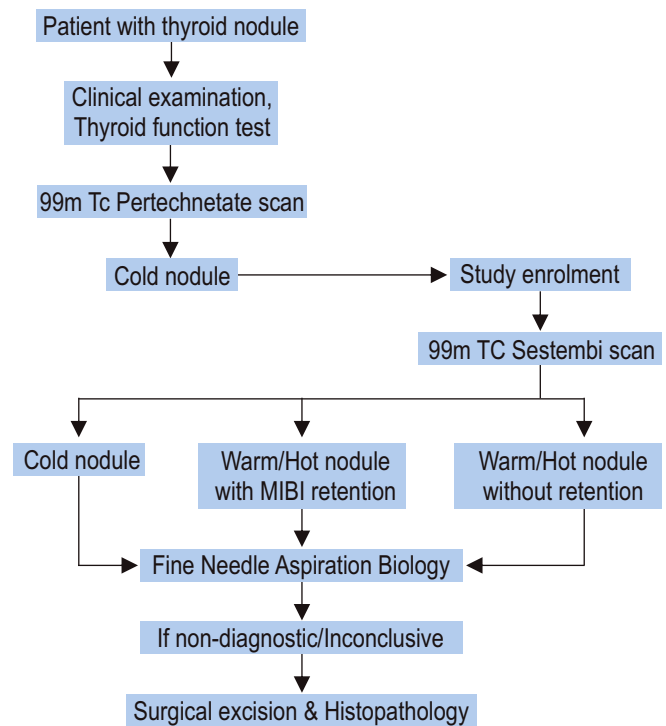 Patient with thyroid nodule
Clinical examination,
Thyroid function test
99m Tc Pertechnetate scan
Cold nodule
Study enrolment
99m TC Sestembi scan
Cold nodule
Warm/Hot nodule
with MIBI retention
Warm/Hot nodule
without retention
Fine Needle Aspiration Biology
If non-diagnostic/Inconclusive
Surgical excision & Histopathology